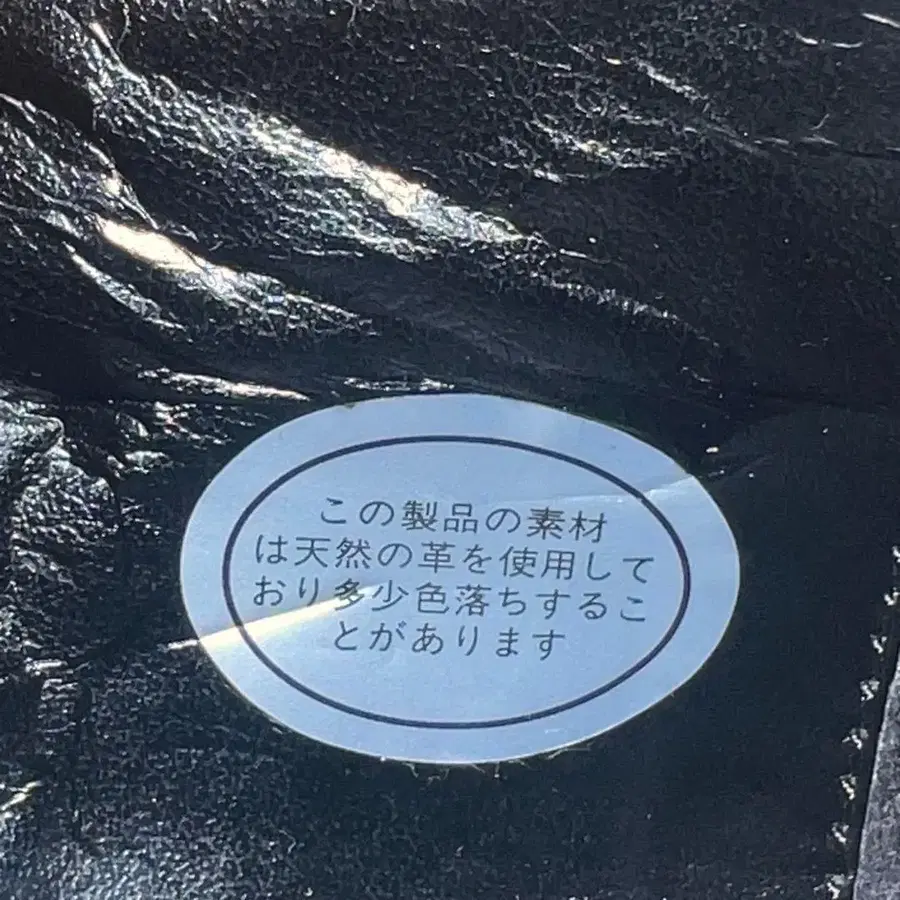 この製品の素材
は天然の革を使用して
おり多少色落ちするこ
とがあります